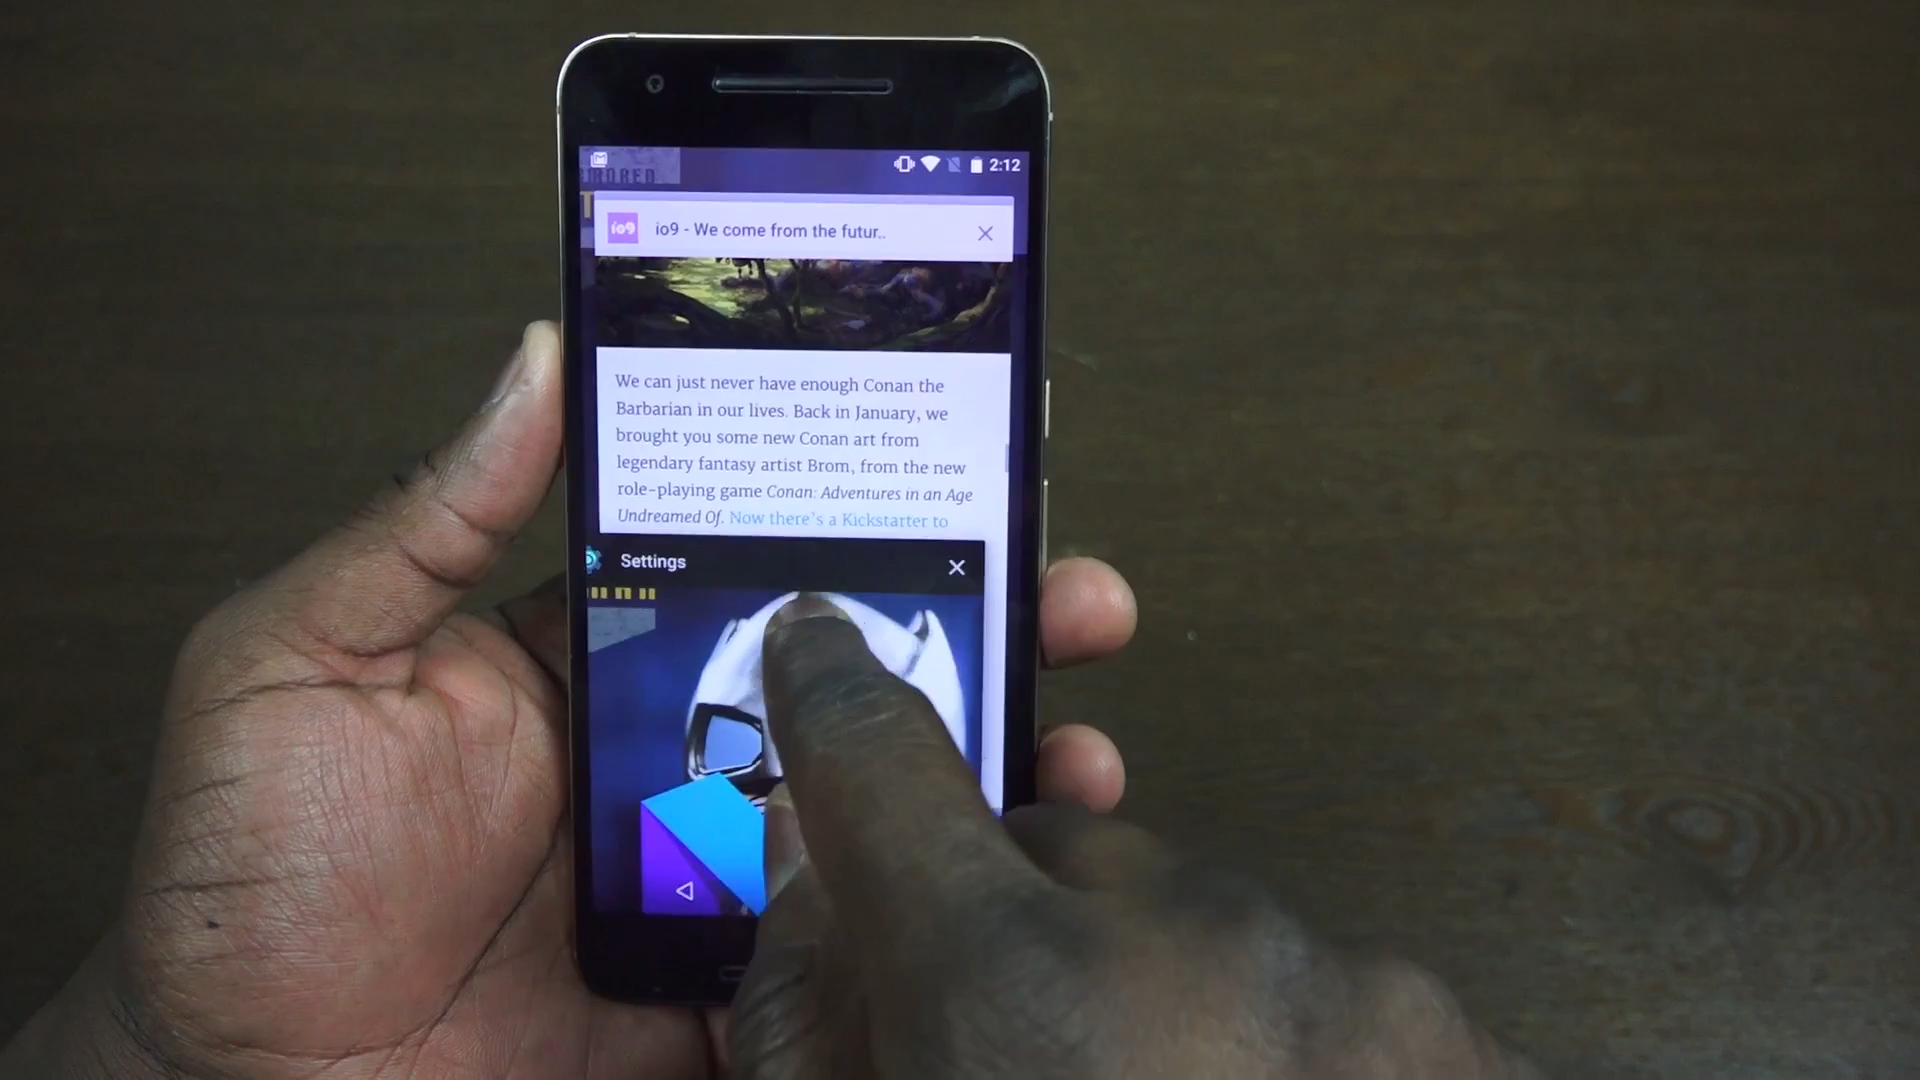 2:12
io9 io9 - We come from the futur..
We can just never have enough Conan the
Barbarian in our lives. Back in January, we
brought you some new Conan art from
legendary fantasy artist Brom, from the new
role-playing game Conan: Adventures in an Age
Undreamed Of. Now there's a Kickstarter to
Settings